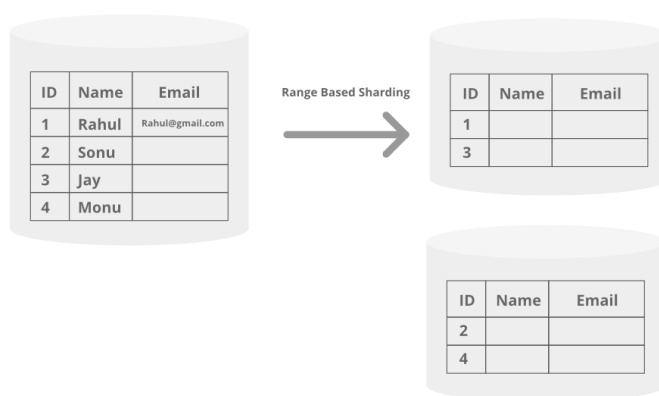 ID Name Email
1 Rahul Rahul@gmail.com
2 Sonu
3 Jay
4 Monu
Range Based Sharding
ID Name Email
1
3
ID Name Email
2
4